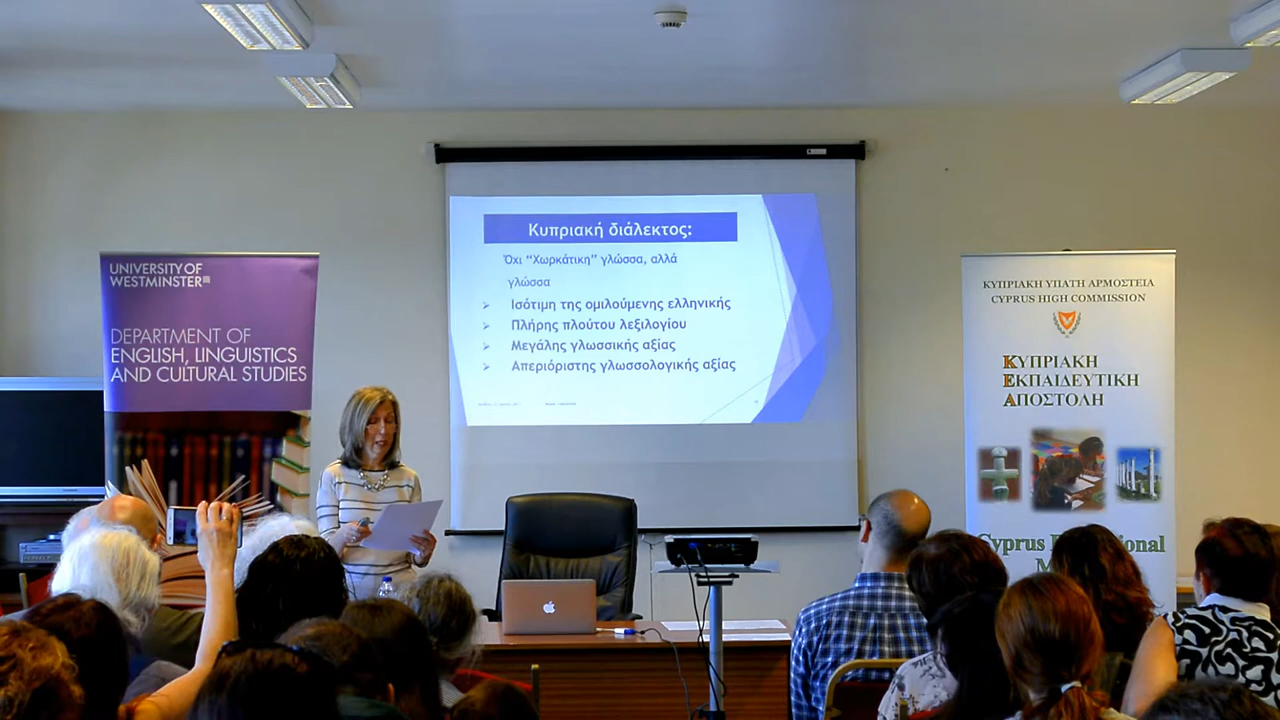 UNIVERSITY OF
WESTMINSTER
DEPARTMENT OF
ENGLISH, LINGUISTICS
AND CULTURAL STUDIES
Κυπριακή διάλεκτος:
Όχι “Χωρκάτικη” γλώσσα, αλλά
γλώσσα
Ισότιμη της ομιλούμενης ελληνικής
Πλήρης πλούτου λεξιλογίου
Μεγάλης γλωσσικής αξίας
Απεριόριστης γλωσσολογικής αξίας
ΚΥΠΡΙΑΚΗ ΥΠΑΤΗ ΑΡΜΟΣΤΕΙΑ
CYPRUS HIGH COMMISSION
ΚΥΠΡΙΑΚΗ
ΕΚΠΑΙΔΕΥΤΙΚΗ
ΑΠΟΣΤΟΛΗ
Cyprus